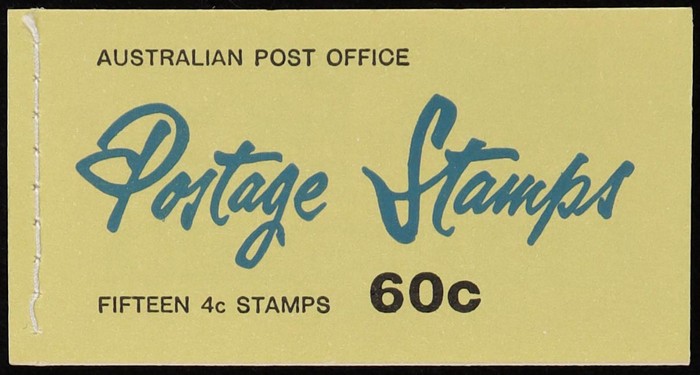 AUSTRALIAN POST OFFICE
Postage Stamps
FIFTEEN 4c STAMPS 60c